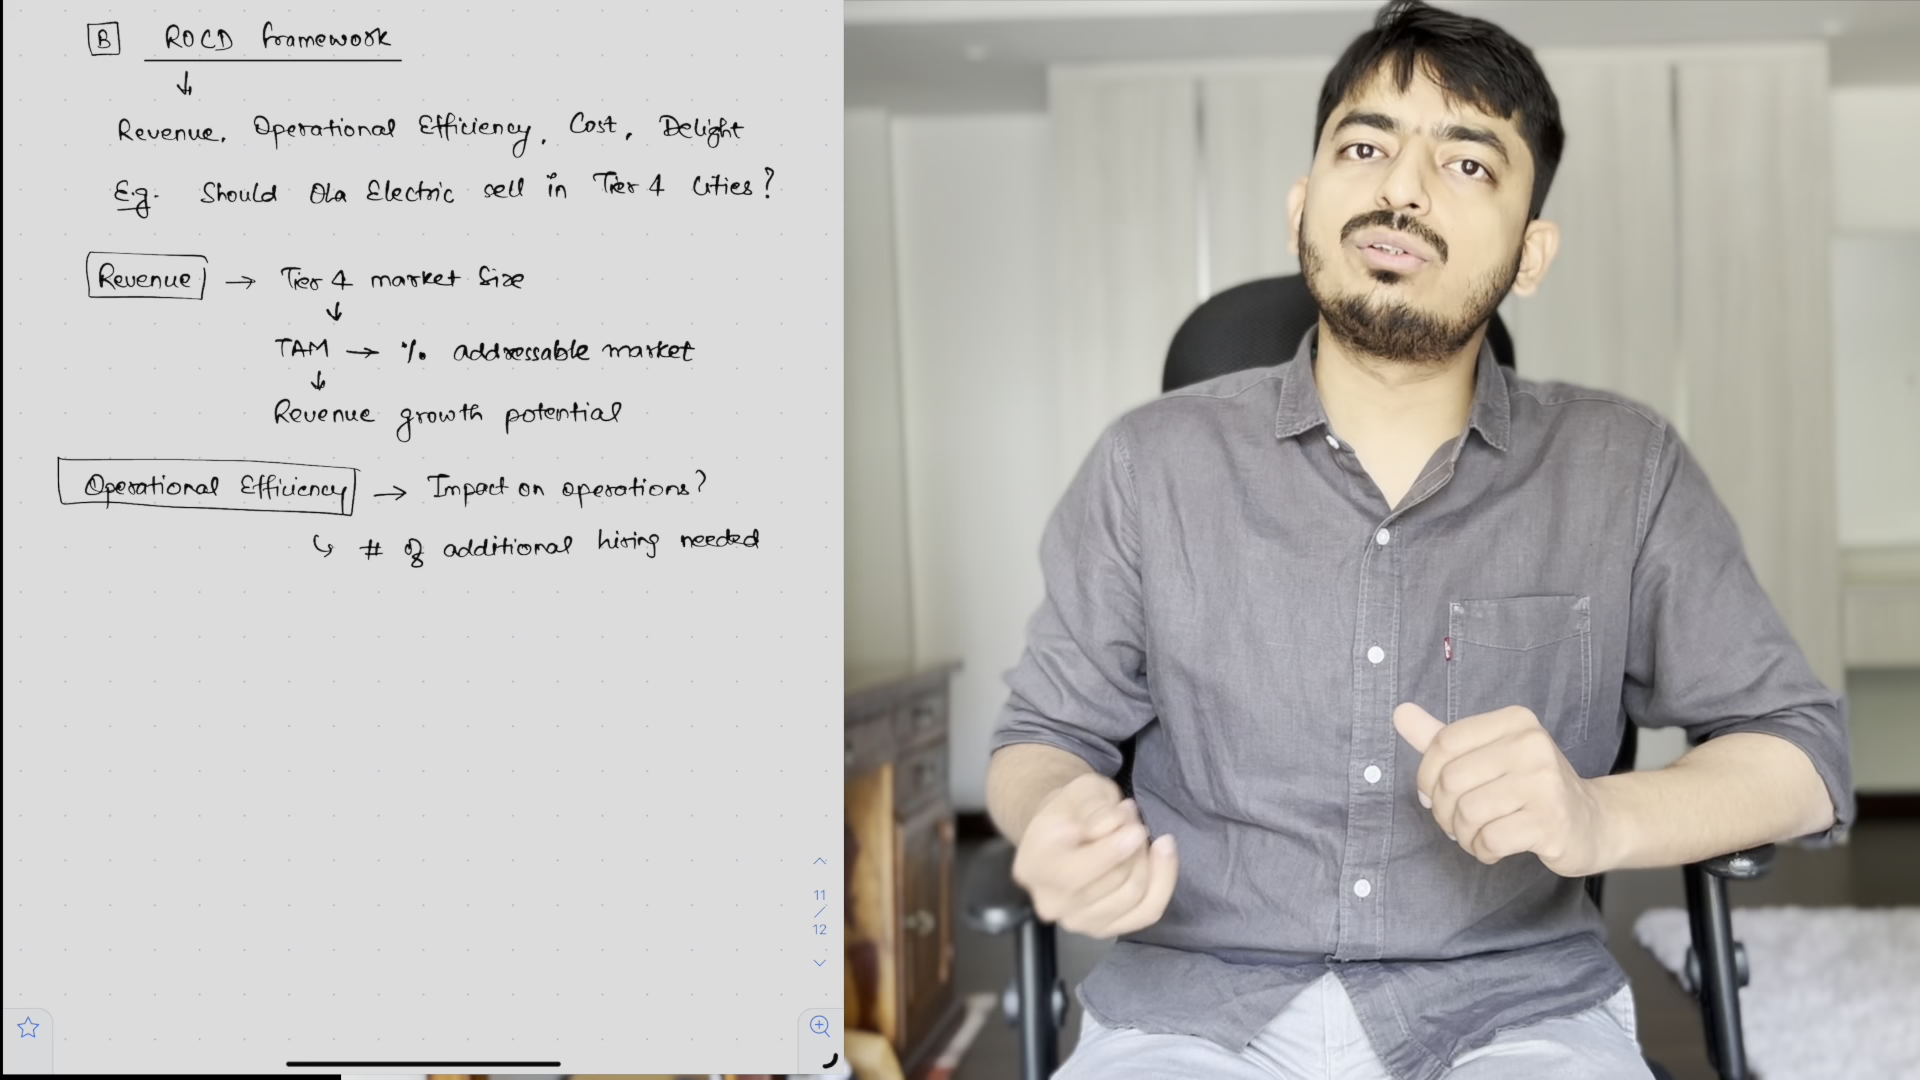 B ROCD framework
↓
Revenue, Operational Efficiency, Cost, Delight
E.g. Should Ola Electric sell in Tier 4 Cities?
Revenue → Tier 4 market Size
↓
TAM → % addressable market
↓
Revenue growth potential
Operational Efficiency → Impact on operations?
↳ # of additional hiring needed
11
/
12